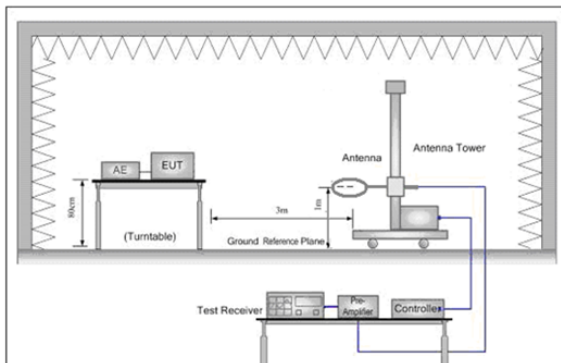 AE
EUT
80cm
(Turntable)
3m
1m
Antenna
Antenna Tower
Ground Reference Plane
Test Receiver
Pre-
Amplifier
Controller